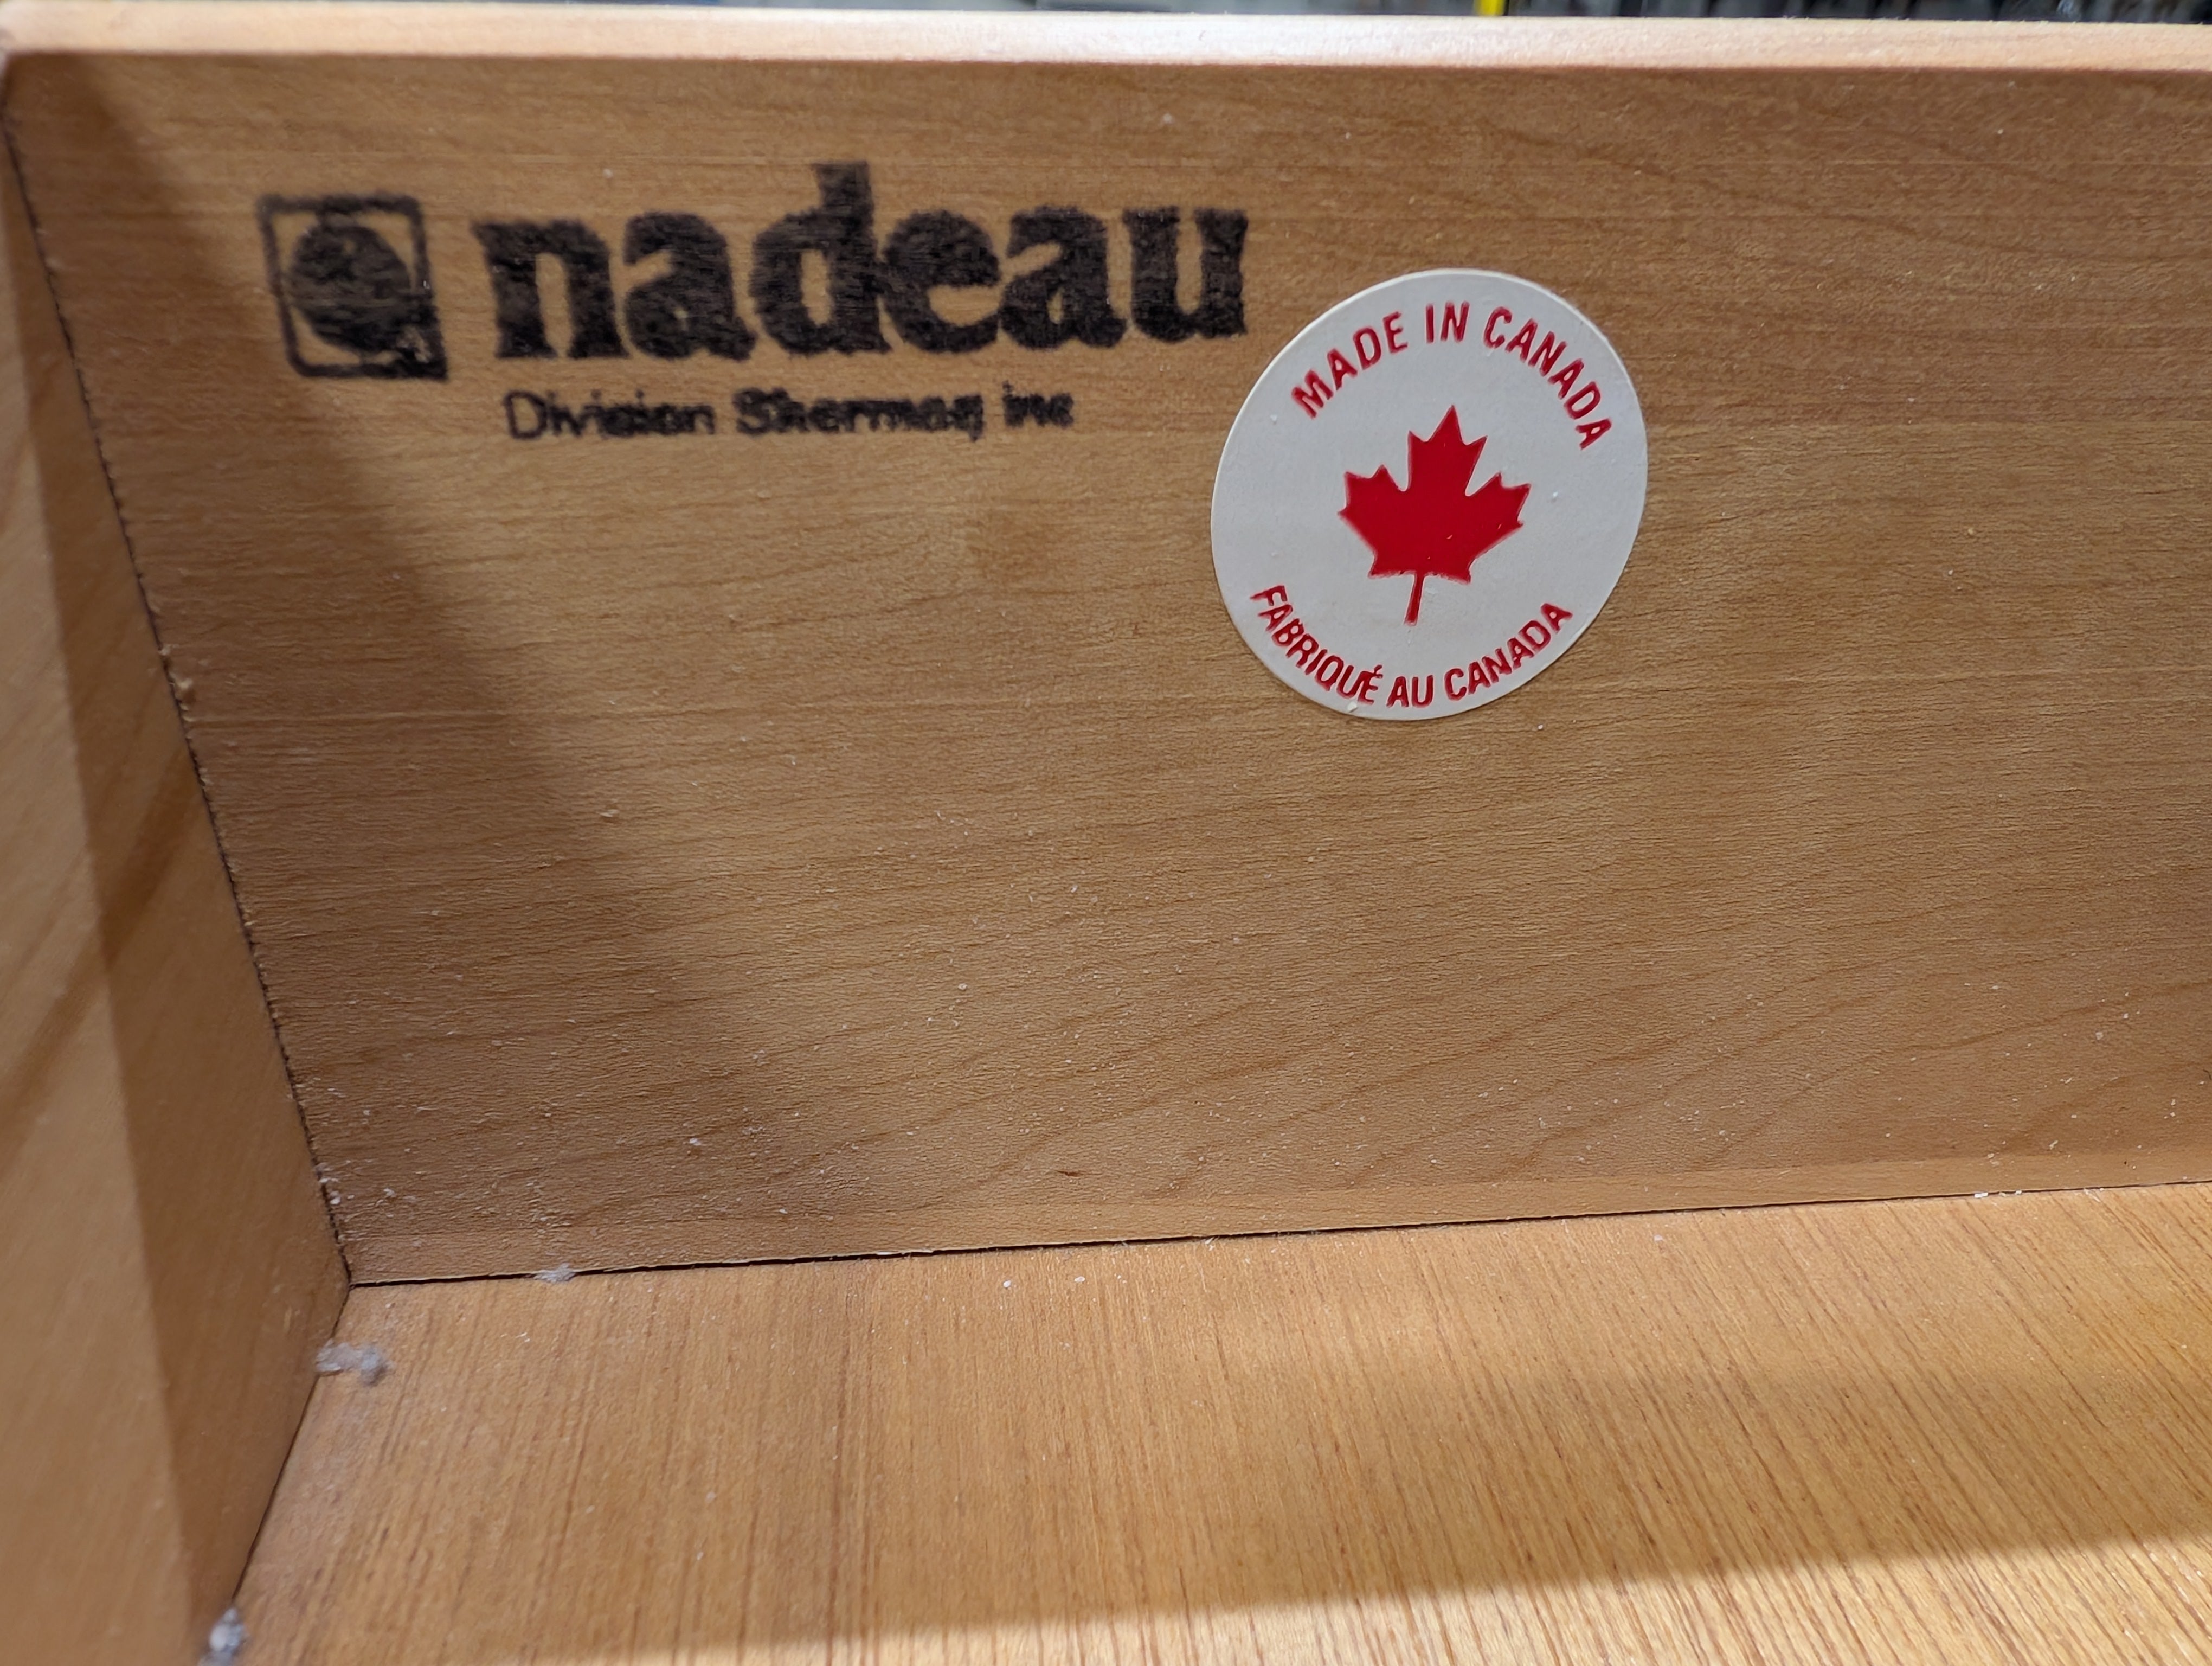 nadeau
Division Shermag inc
MADE IN CANADA
FABRIQUÉ AU CANADA